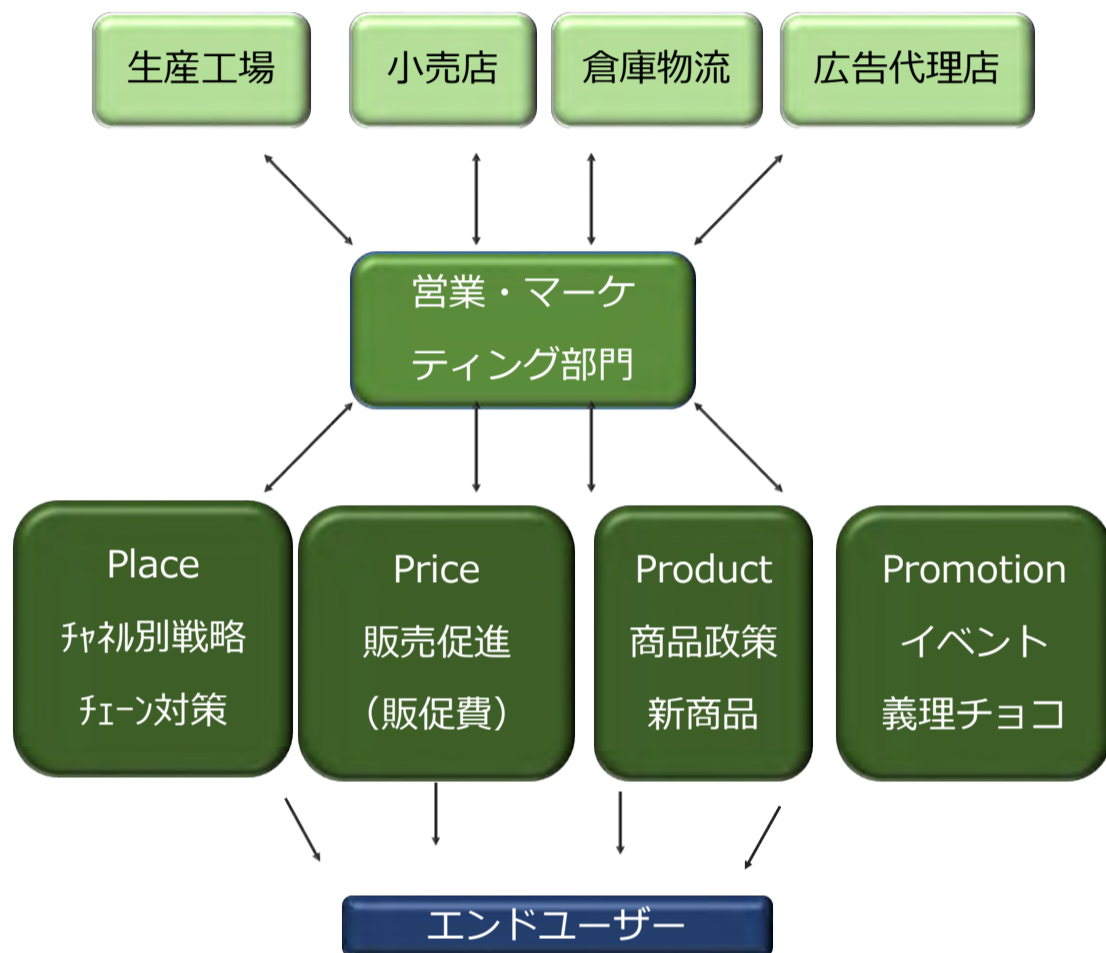 生産工場
小売店
倉庫物流
広告代理店
営業・マーケ
ティング部門
Place
ﾁｬﾈﾙ別戦略
ﾁｪｰﾝ対策
Price
販売促進
（販促費）
Product
商品政策
新商品
Promotion
イベント
義理チョコ
エンドユーザー